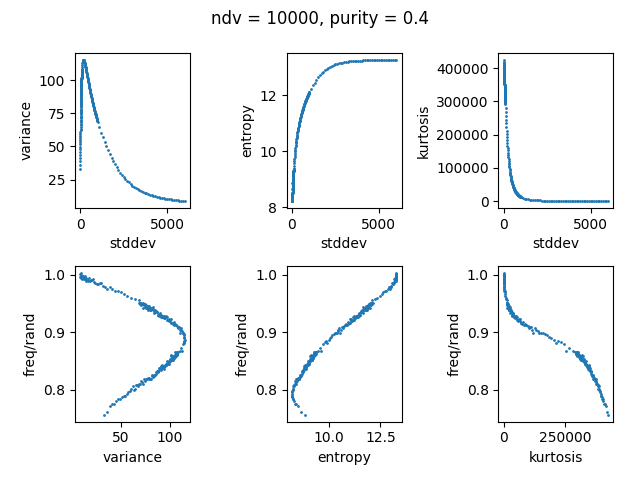 ndv = 10000, purity = 0.4
100
75
50
25
variance
0
5000
stddev
12
10
8
entropy
0
5000
stddev
400000
300000
200000
100000
0
kurtosis
0
5000
stddev
1.0
0.9
0.8
freq/rand
50
100
variance
1.0
0.9
0.8
freq/rand
10.0
12.5
entropy
1.0
0.9
0.8
freq/rand
0
250000
kurtosis